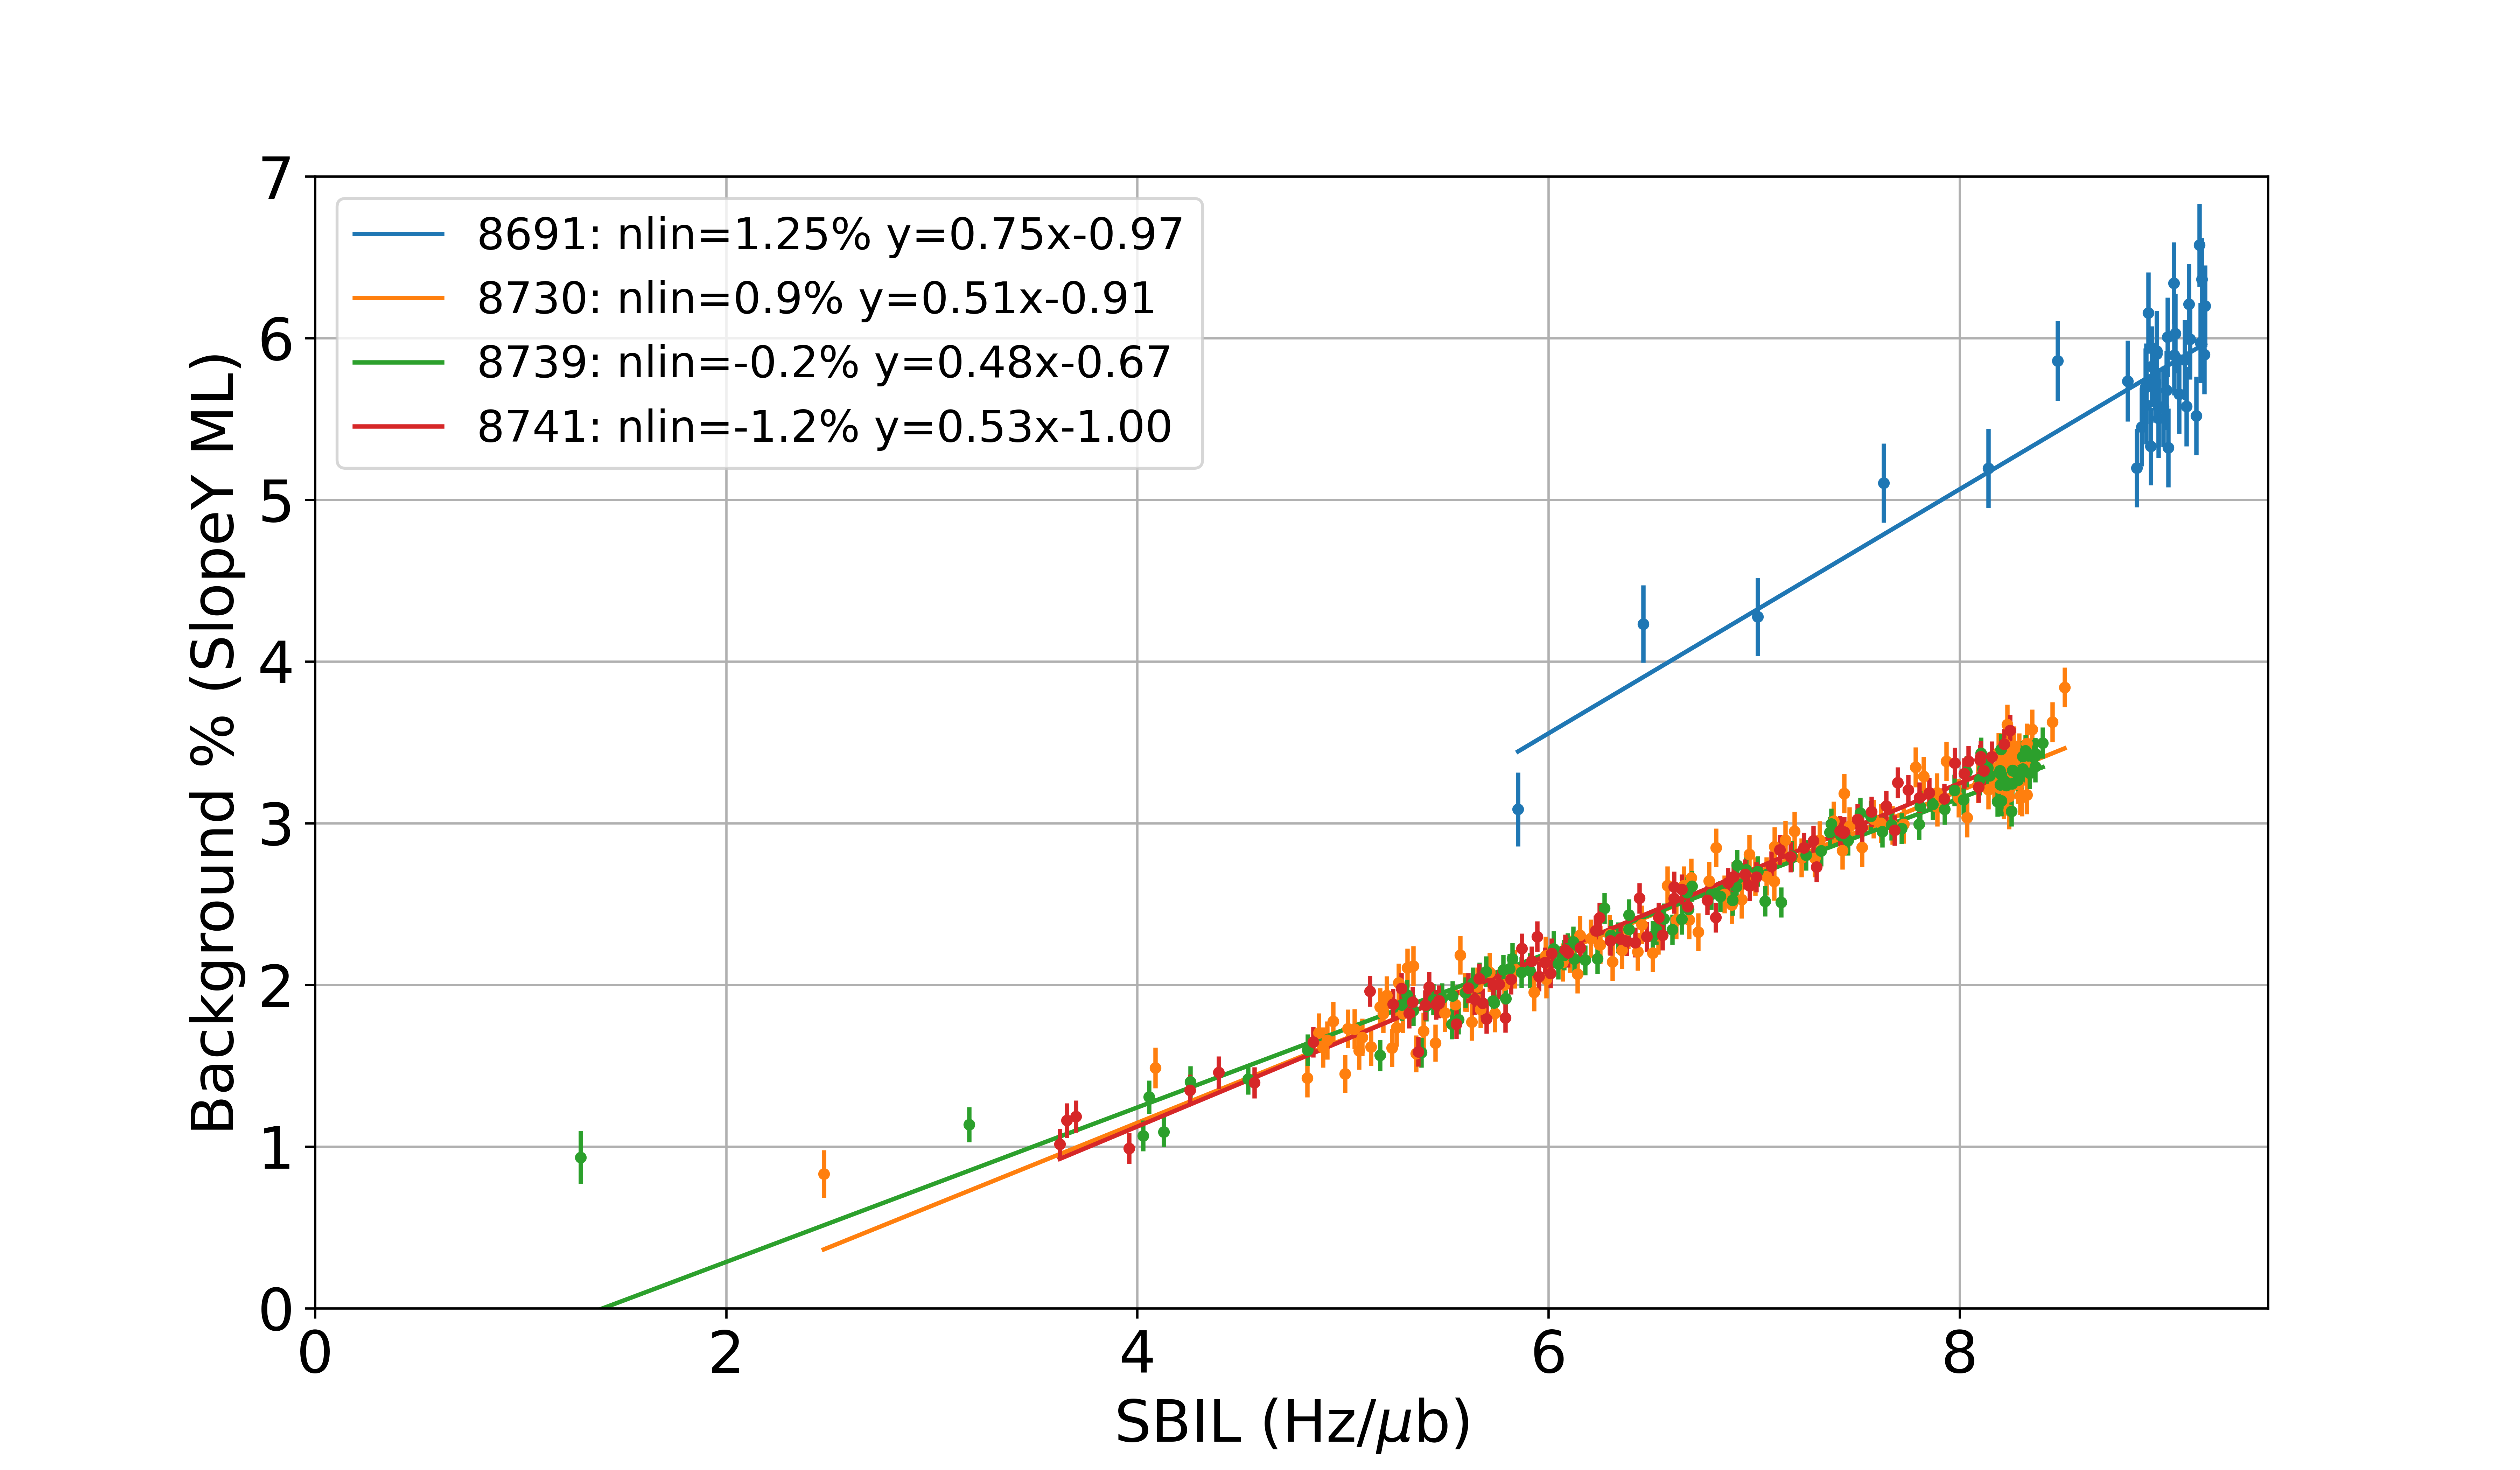 8691: nlin=1.25% y=0.75x-0.97
8730: nlin=0.9% y=0.51x-0.91
8739: nlin=-0.2% y=0.48x-0.67
8741: nlin=-1.2% y=0.53x-1.00
Background % (SlopeY ML)
7
6
5
4
3
2
1
0
0 2 4 6 8
SBIL (Hz/μb)